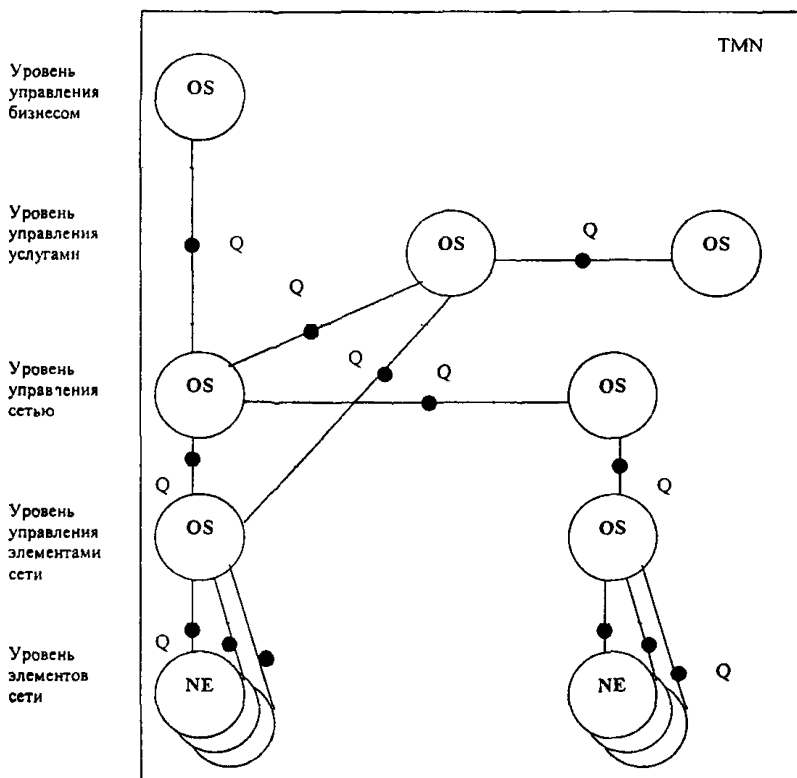 TMN
Уровень
управления
бизнесом
OS
Q
Уровень
управления
услугами
OS
Q
OS
Q
Q
Q
Уровень
управления
сетью
OS
OS
Q
Q
Уровень
управления
элементами
сети
OS
OS
Q
Q
Уровень
элементов
сети
NE
NE